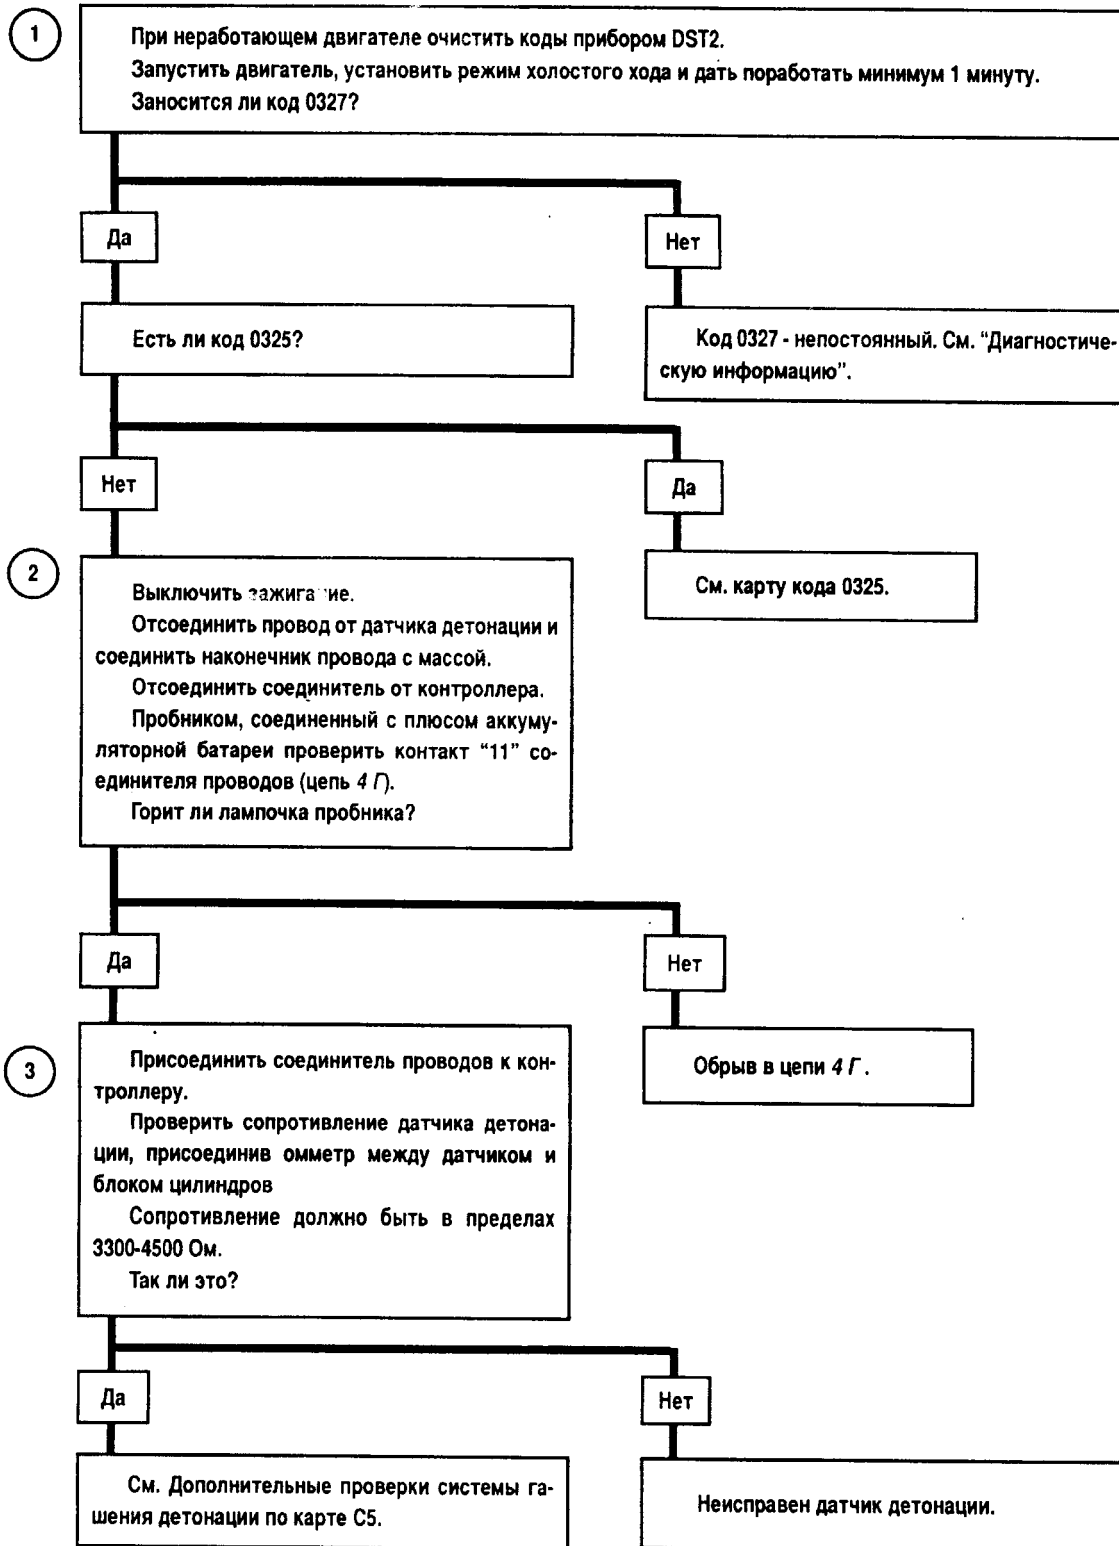 1
При неработающем двигателе очистить коды прибором DST2.
Запустить двигатель, установить режим холостого хода и дать поработать минимум 1 минуту.
Заносится ли код 0327?
Да
Нет
Есть ли код 0325?
Код 0327 - непостоянный. См. “Диагностиче-
скую информацию”.
Нет
Да
См. карту кода 0325.
2
Выключить зажигание.
Отсоединить провод от датчика детонации и
соединить наконечник провода с массой.
Отсоединить соединитель от контроллера.
Пробником, соединенный с плюсом аккуму-
ляторной батареи проверить контакт “11” со-
единителя проводов (цепь 4 Г).
Горит ли лампочка пробника?
Да
Нет
3
Присоединить соединитель проводов к кон-
троллеру.
Проверить сопротивление датчика детона-
ции, присоединив омметр между датчиком и
блоком цилиндров
Сопротивление должно быть в пределах
3300-4500 Ом.
Так ли это?
Обрыв в цепи 4 Г .
Да
Нет
См. Дополнительные проверки системы га-
шения детонации по карте С5.
Неисправен датчик детонации.